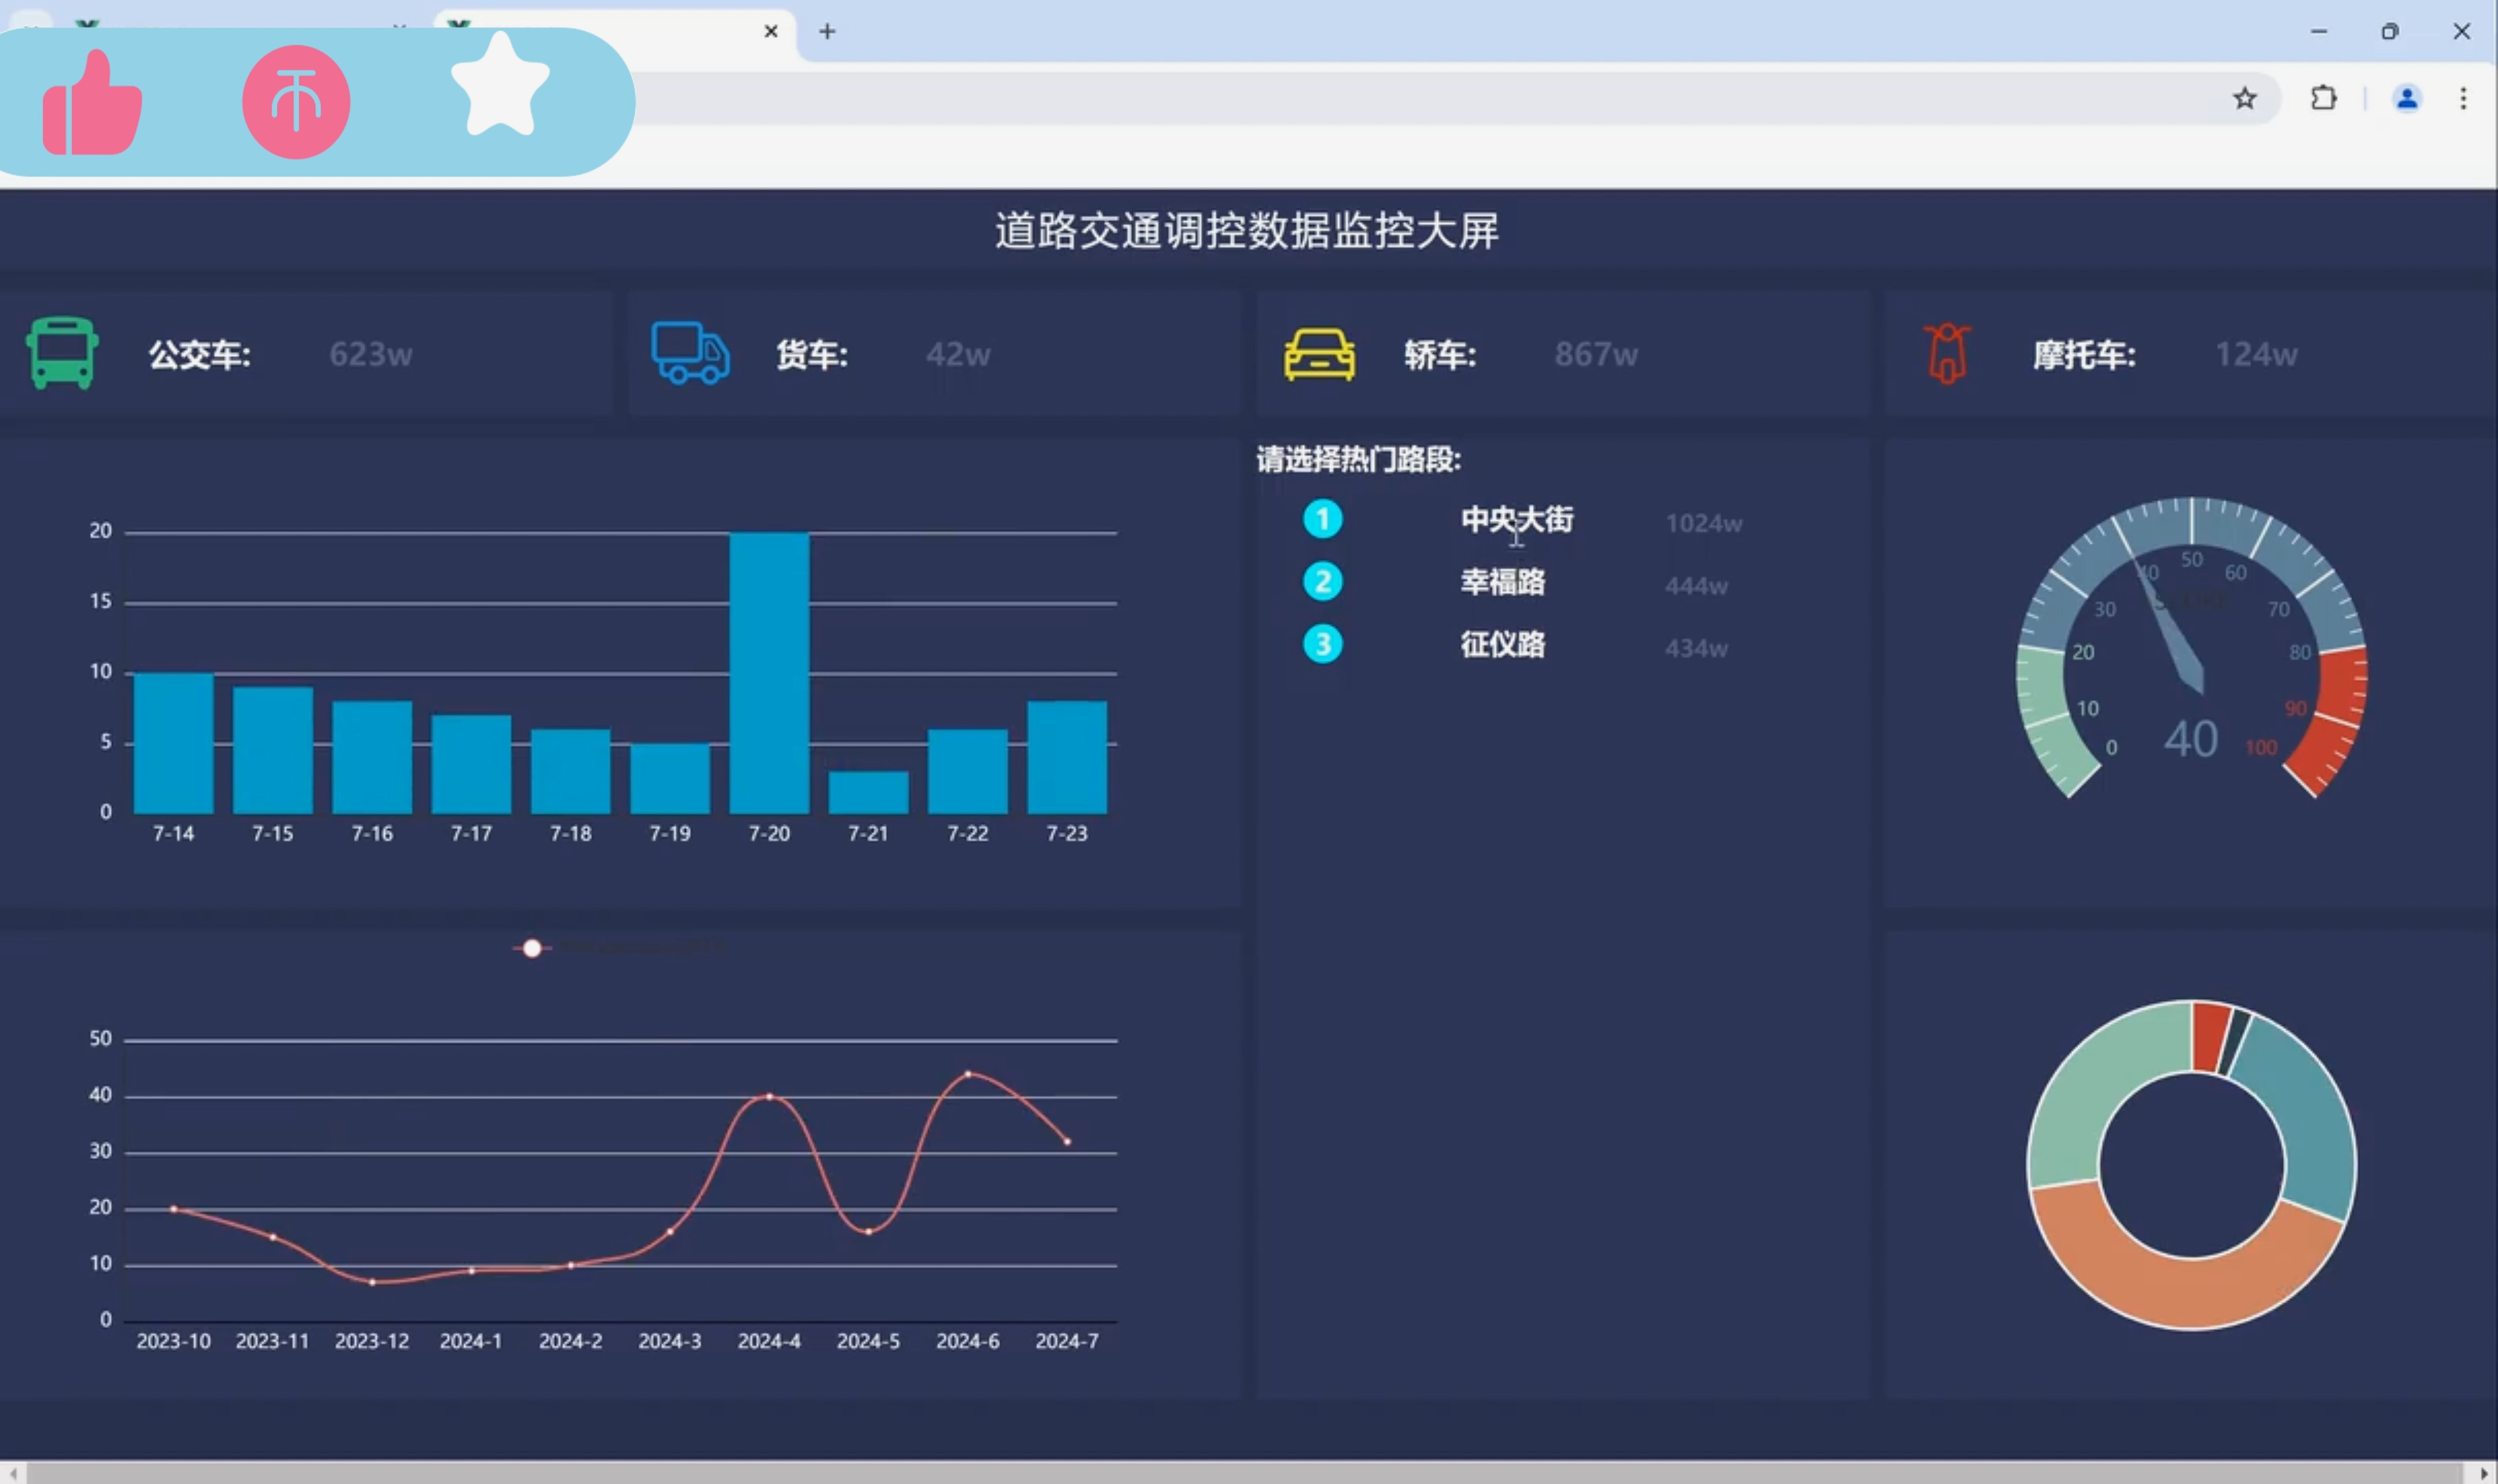 道路交通调控数据监控大屏
公交车: 623w
货车: 42w
轿车: 867w
摩托车: 124w
20
15
10
5
0
7-14 7-15 7-16 7-17 7-18 7-19 7-20 7-21 7-22 7-23
请选择热门路段:
1 中央大街 1024w
2 幸福路 444w
3 征仪路 434w
0 10 20 30 40 50 60 70 80 90 100
40
50
40
30
20
10
0
2023-10 2023-11 2023-12 2024-1 2024-2 2024-3 2024-4 2024-5 2024-6 2024-7